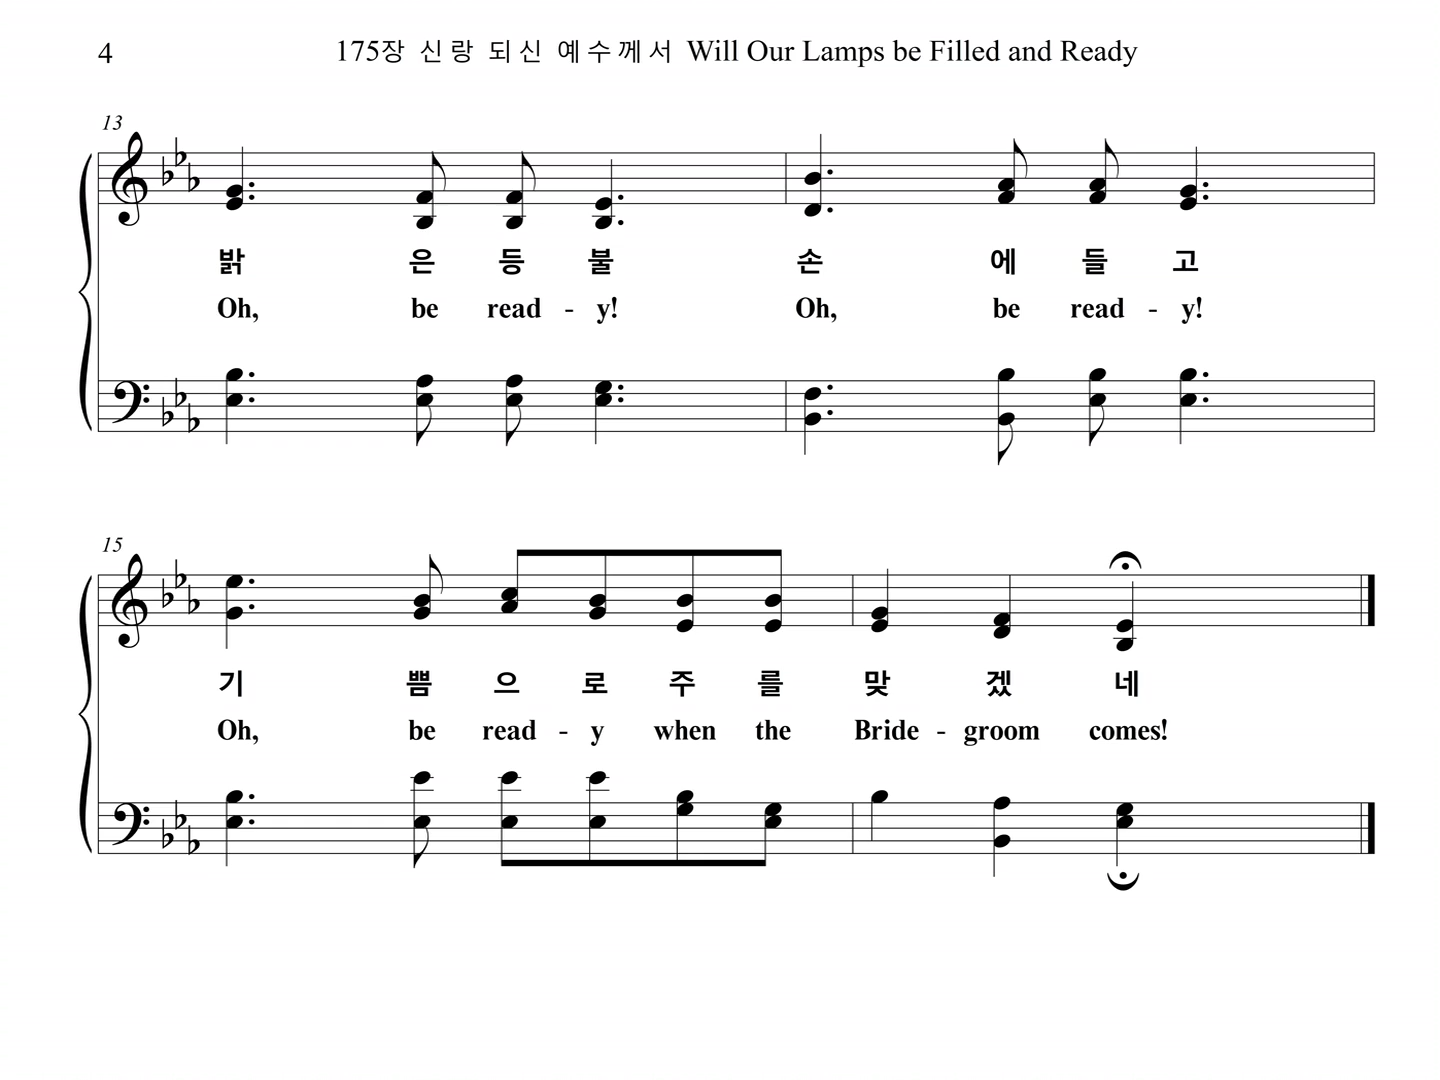 4
175장 신랑 되신 예수께서 Will Our Lamps be Filled and Ready
13
밝 은 등 불 손 에 들 고
Oh, be read - y! Oh, be read - y!
15
기 쁨 으 로 주 를 맞 겠 네
Oh, be read - y when the Bride - groom comes!